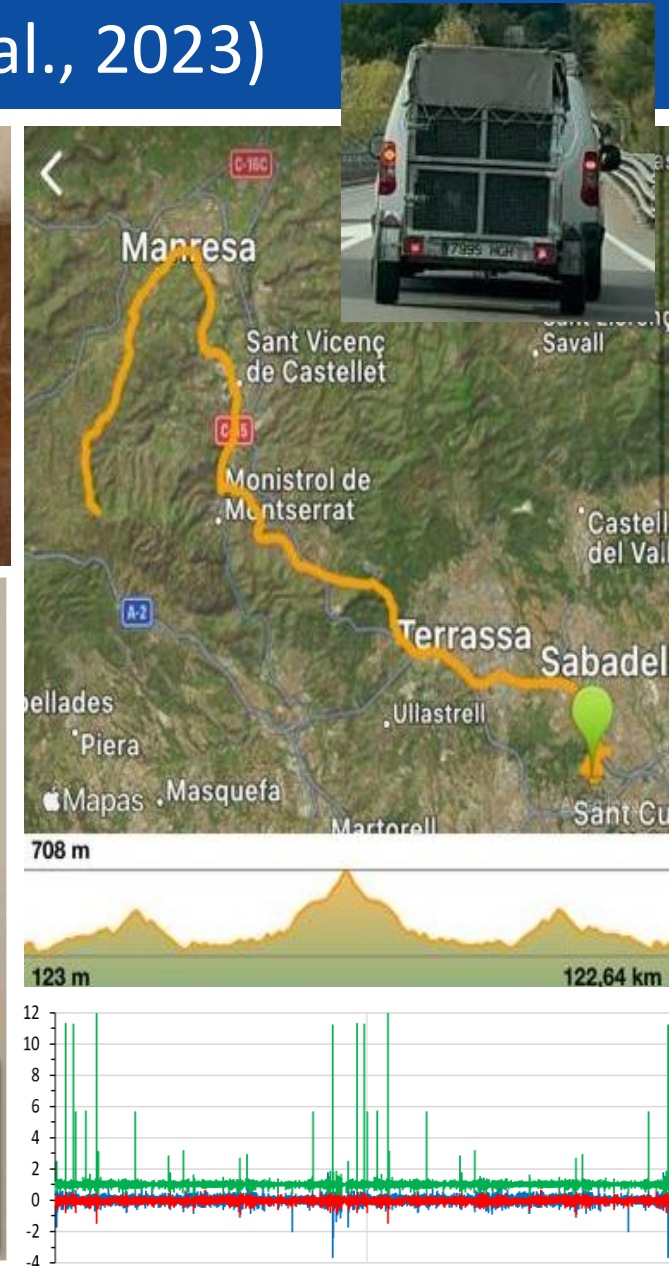 al., 2023)
C-16C
Manresa
Sant Vicenç
de Castellet
Savall
Monistrol de
Montserrat
Castell
del Vall
A-2
Terrassa
Sabadel
Ullastrell
Piera
Mapas
Masquefa
Martorell
Sant Cu
708 m
123 m
122,64 km
12
10
8
6
4
2
0
-2
-4